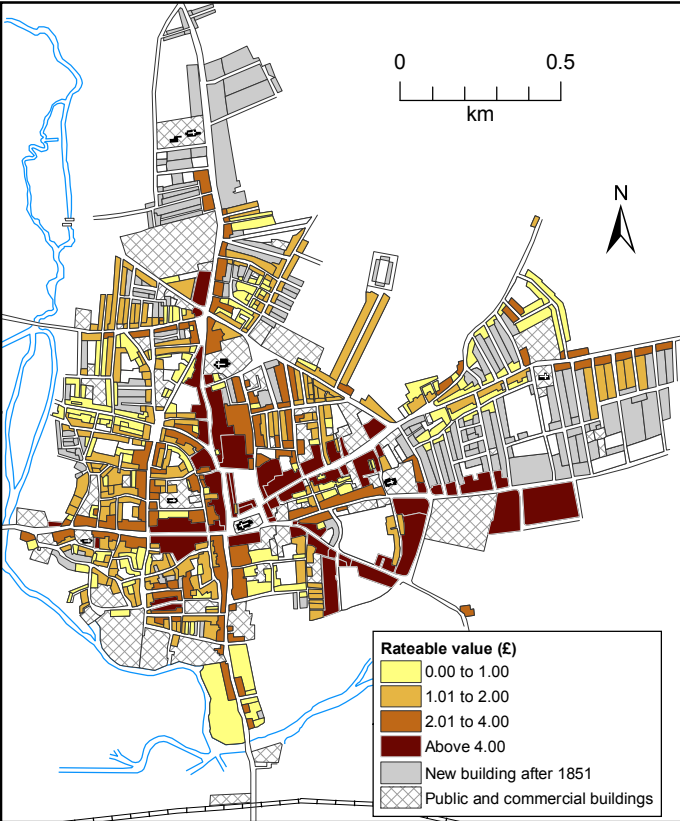 0 0.5
km
N
Rateable value (£)
0.00 to 1.00
1.01 to 2.00
2.01 to 4.00
Above 4.00
New building after 1851
Public and commercial buildings